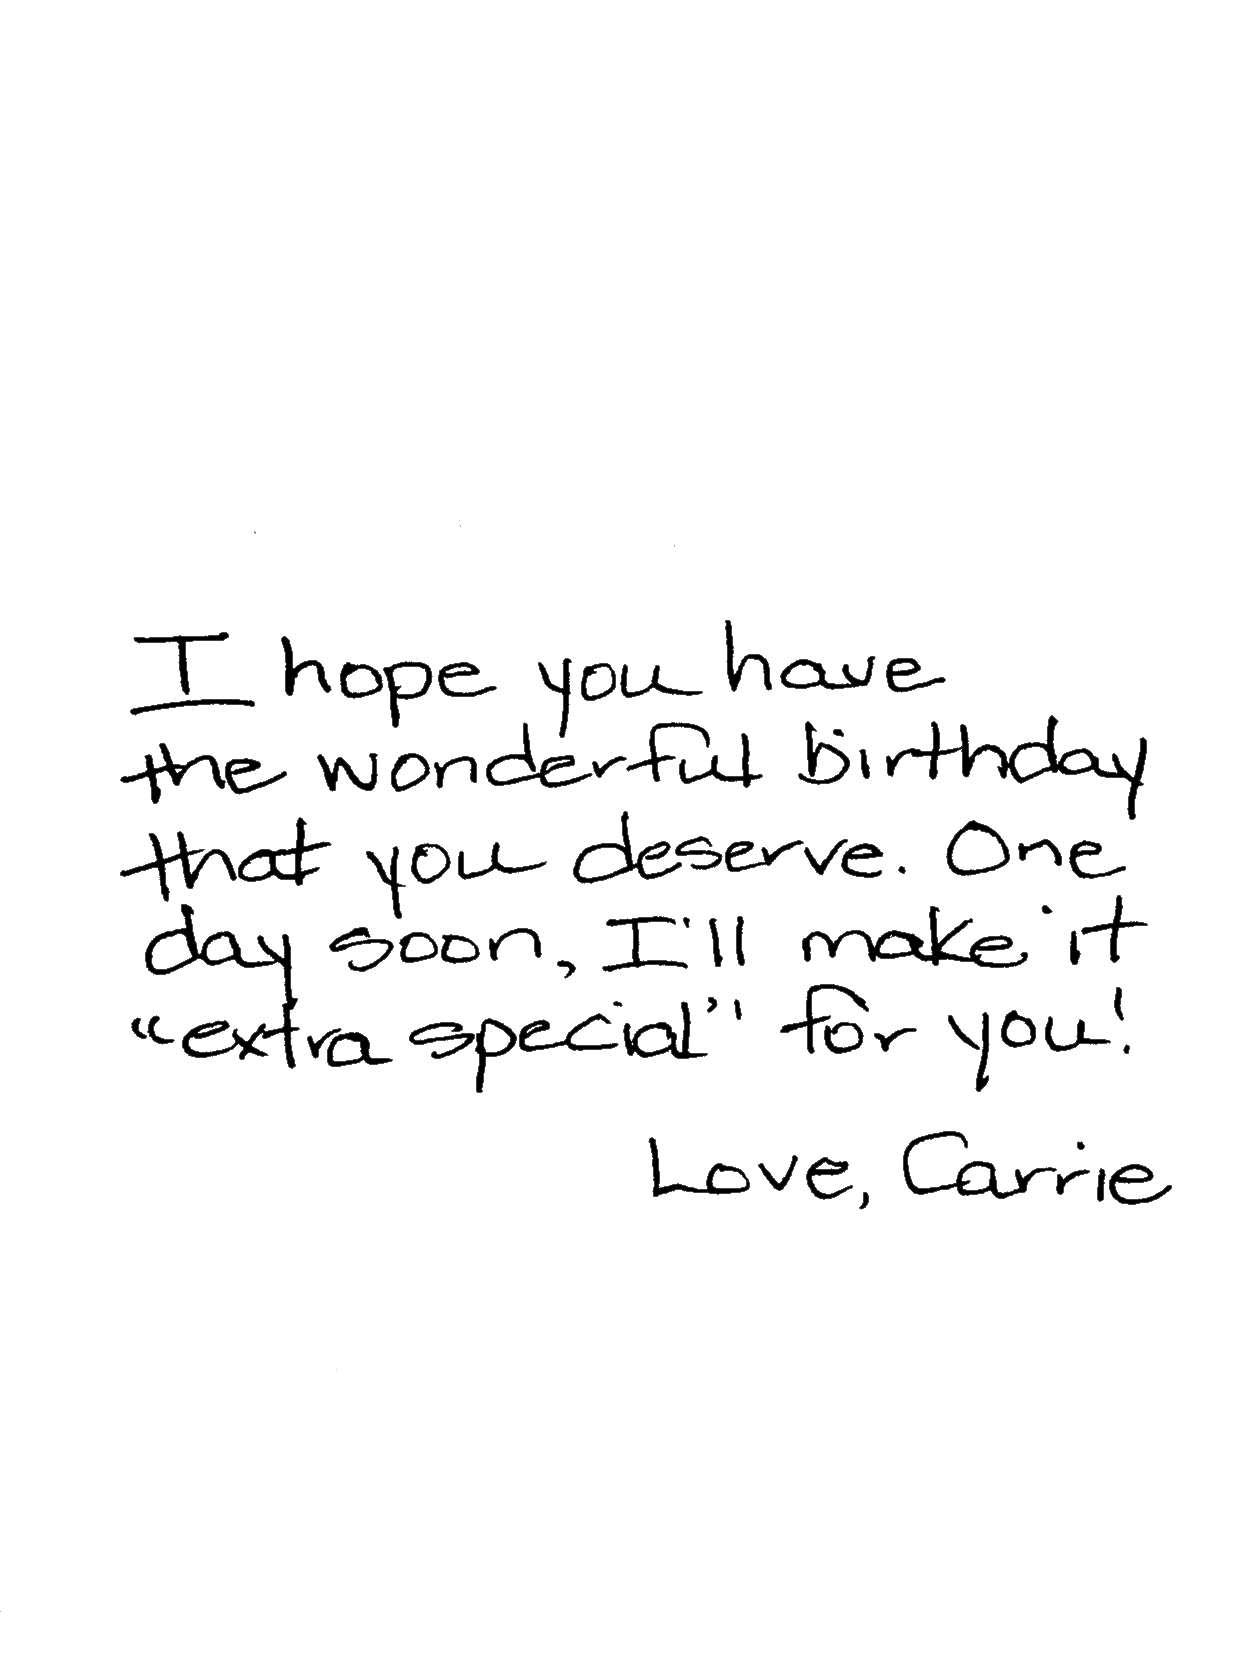 I hope you have
the wonderful birthday
that you deserve. One
day soon, I'll make it
"extra special" for you!
Love, Carrie